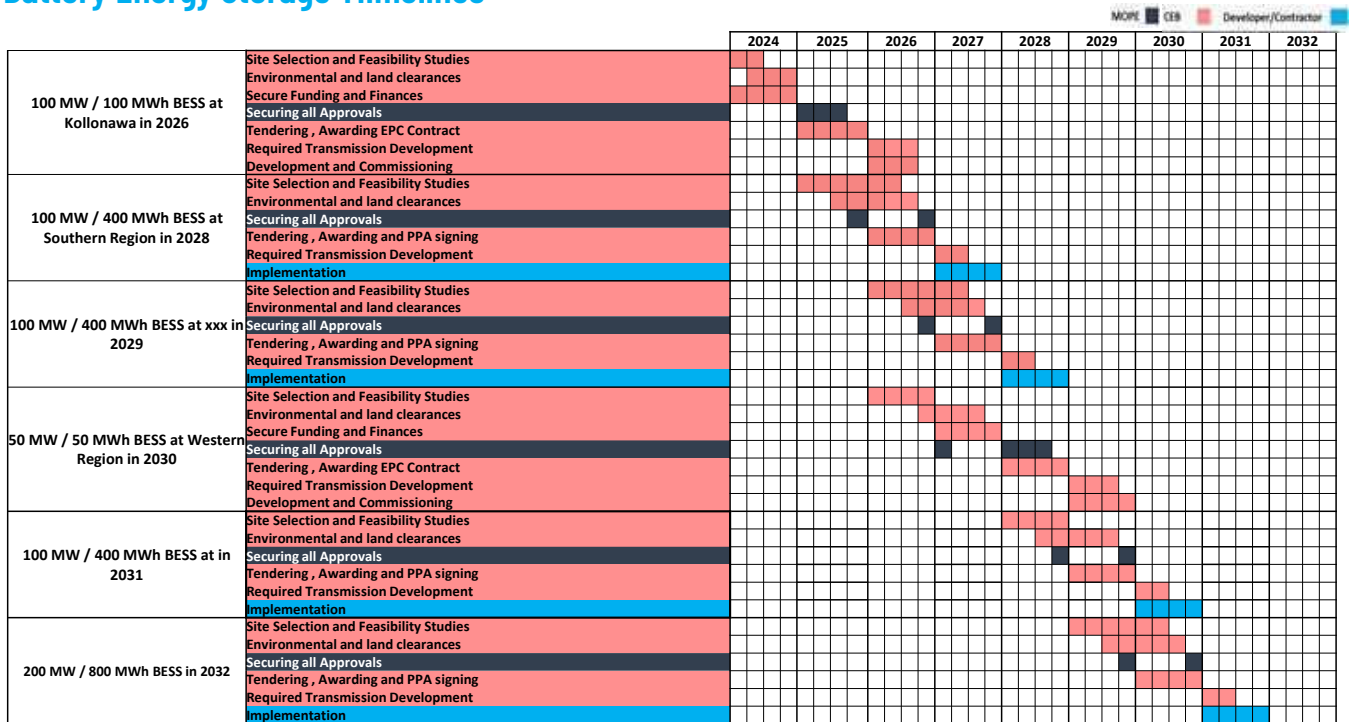 Battery Energy Storage Timelines
MOPE CEB Developer/Contractor
2024 2025 2026 2027 2028 2029 2030 2031 2032
100 MW / 100 MWh BESS at
Kollonawa in 2026
Site Selection and Feasibility Studies
Environmental and land clearances
Secure Funding and Finances
Securing all Approvals
Tendering , Awarding EPC Contract
Required Transmission Development
Development and Commissioning
100 MW / 400 MWh BESS at
Southern Region in 2028
Site Selection and Feasibility Studies
Environmental and land clearances
Securing all Approvals
Tendering , Awarding and PPA signing
Required Transmission Development
Implementation
100 MW / 400 MWh BESS at xxx in
2029
Site Selection and Feasibility Studies
Environmental and land clearances
Securing all Approvals
Tendering , Awarding and PPA signing
Required Transmission Development
Implementation
50 MW / 50 MWh BESS at Western
Region in 2030
Site Selection and Feasibility Studies
Environmental and land clearances
Secure Funding and Finances
Securing all Approvals
Tendering , Awarding EPC Contract
Required Transmission Development
Development and Commissioning
100 MW / 400 MWh BESS at in
2031
Site Selection and Feasibility Studies
Environmental and land clearances
Securing all Approvals
Tendering , Awarding and PPA signing
Required Transmission Development
Implementation
200 MW / 800 MWh BESS in 2032
Site Selection and Feasibility Studies
Environmental and land clearances
Securing all Approvals
Tendering , Awarding and PPA signing
Required Transmission Development
Implementation